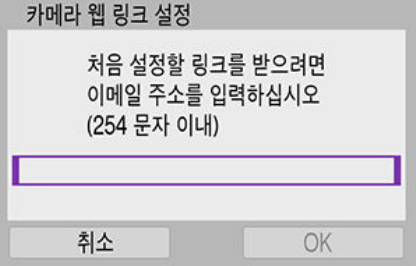 카메라 웹 링크 설정
처음 설정할 링크를 받으려면
이메일 주소를 입력하십시오
(254 문자 이내)
취소
OK